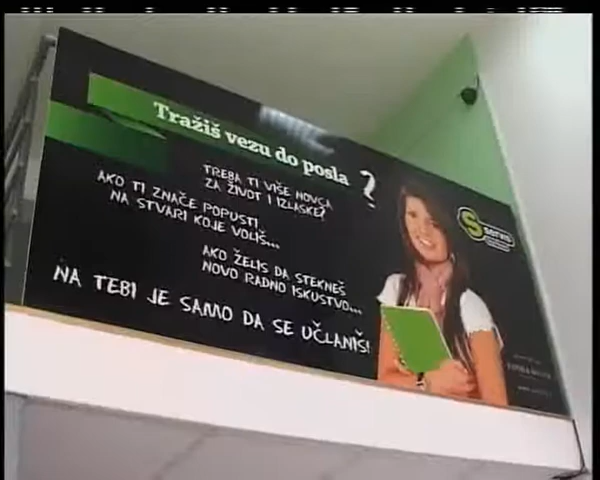 Tražiš vezu do posla ?
TREBA TI VIŠE NOVCA
ZA ŽIVOT I IZLASKE?
AKO TI ZNAČE POPUSTI
NA STVARI KOJE VOLIŠ...
AKO ŽELIŠ DA STEKNEŠ
NOVO RADNO ISKUSTVO...
NA TEBI JE SAMO DA SE UČLANIŠ!
S servis